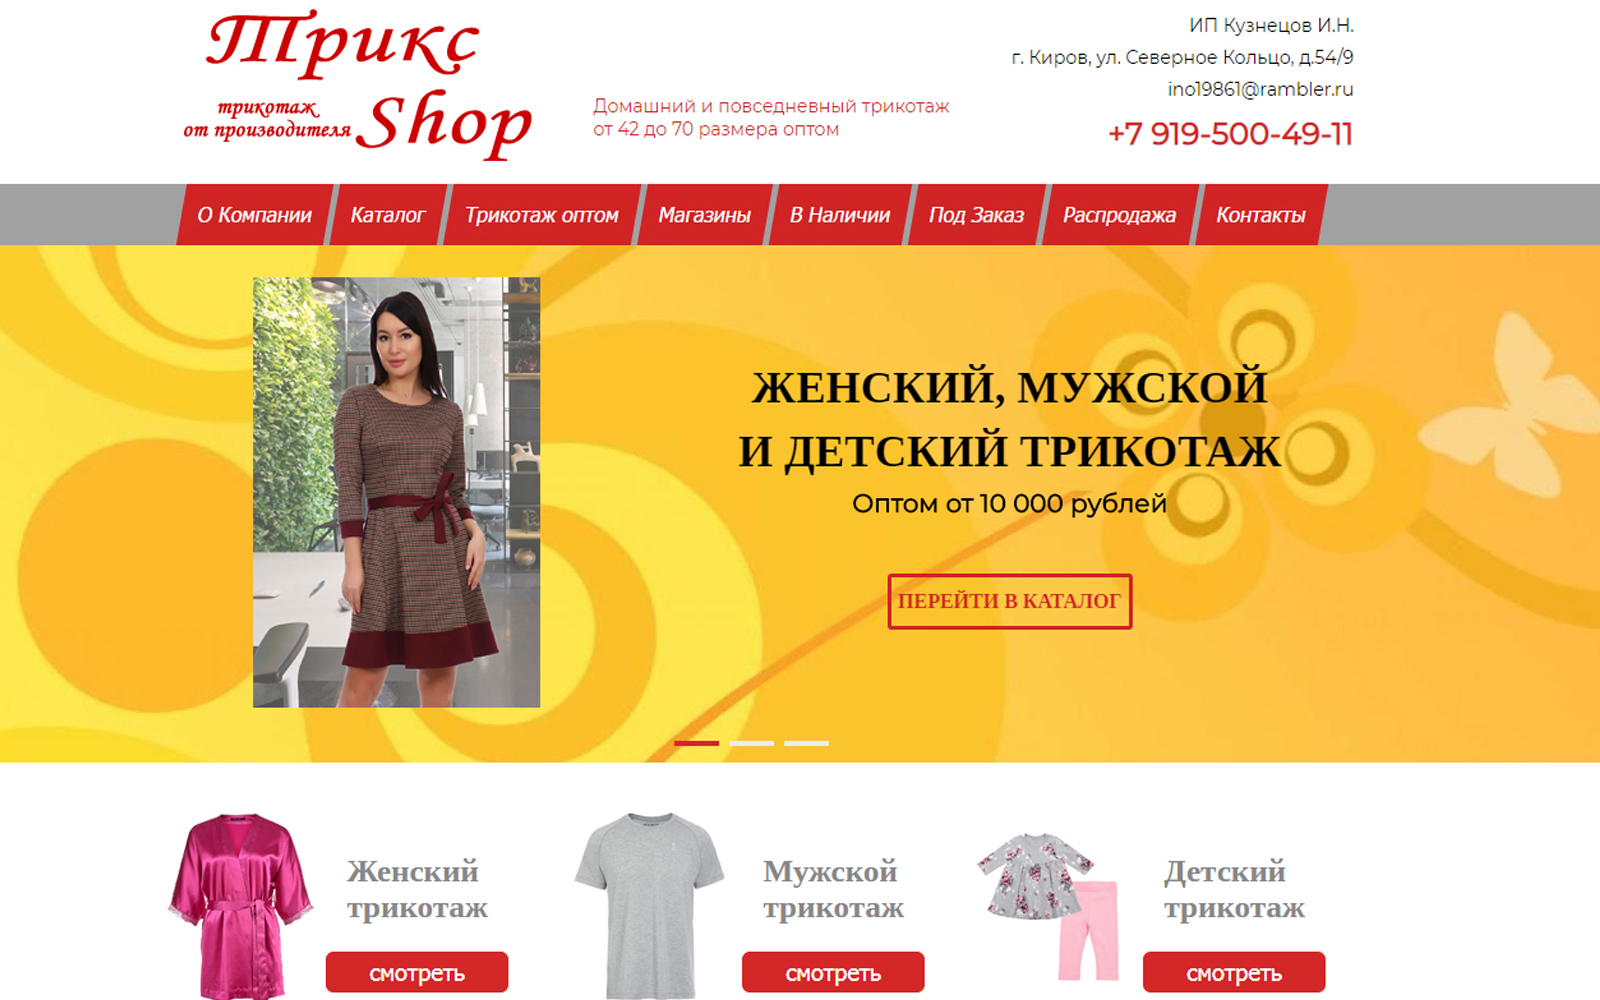 Трикс
Shop
трикотаж
от производителя
Домашний и повседневный трикотаж
от 42 до 70 размера оптом
ИП Кузнецов И.Н.
г. Киров, ул. Северное Кольцо, д.54/9
ino19861@rambler.ru
+7 919-500-49-11
О Компании
Каталог
Трикотаж оптом
Магазины
В Наличии
Под Заказ
Распродажа
Контакты
ЖЕНСКИЙ, МУЖСКОЙ
И ДЕТСКИЙ ТРИКОТАЖ
Оптом от 10 000 рублей
ПЕРЕЙТИ В КАТАЛОГ
Женский
трикотаж
смотреть
Мужской
трикотаж
смотреть
Детский
трикотаж
смотреть